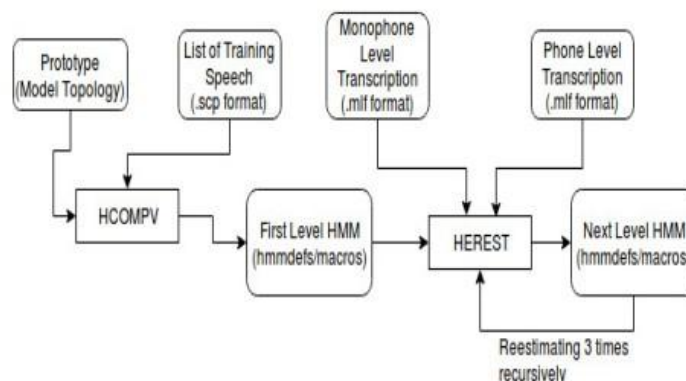 Prototype
(Model Topology)
List of Training
Speech
(.scp format)
Monophone
Level
Transcription
(.mlf format)
Phone Level
Transcription
(.mlf format)
HCOMPV
First Level HMM
(hmmdefs/macros)
HEREST
Next Level HMM
(hmmdefs/macros
Reestimating 3 times
recursively